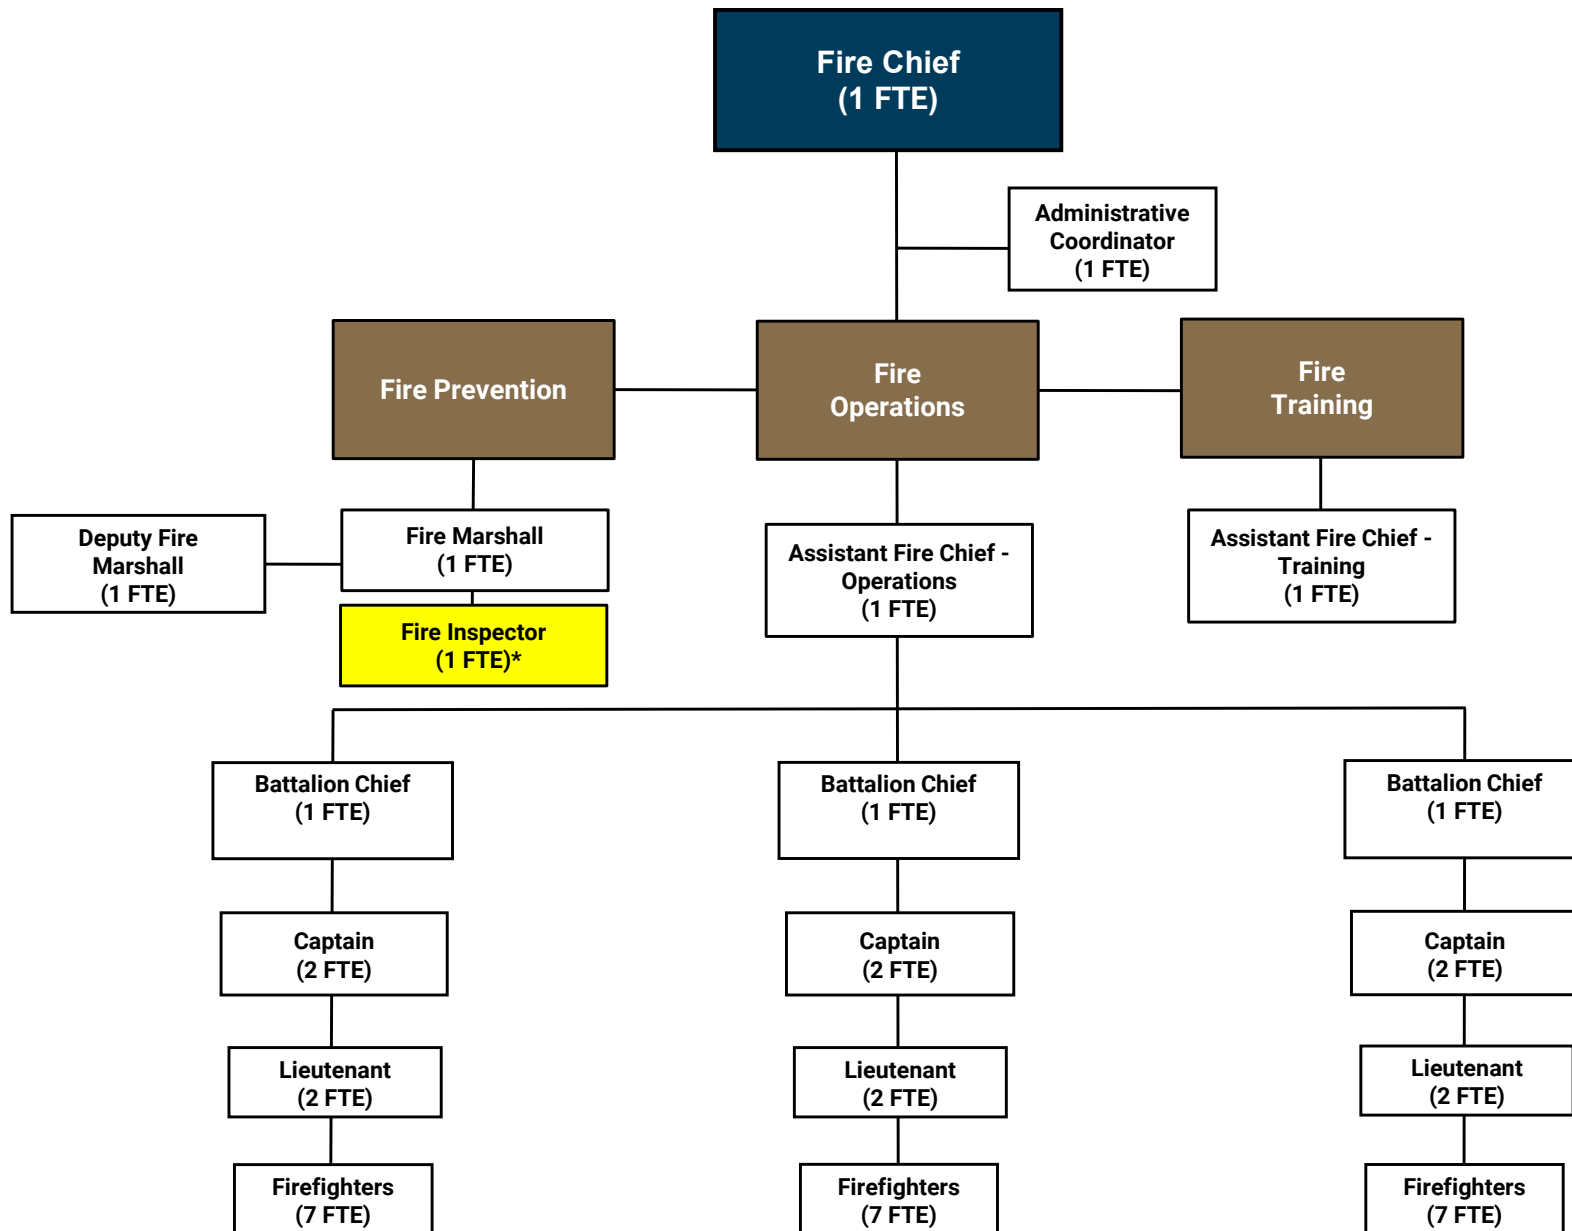 Fire Chief
(1 FTE)
Administrative
Coordinator
(1 FTE)
Fire Prevention
Fire
Operations
Fire
Training
Deputy Fire
Marshall
(1 FTE)
Fire Marshall
(1 FTE)
Fire Inspector
(1 FTE)*
Assistant Fire Chief -
Operations
(1 FTE)
Assistant Fire Chief -
Training
(1 FTE)
Battalion Chief
(1 FTE)
Battalion Chief
(1 FTE)
Battalion Chief
(1 FTE)
Captain
(2 FTE)
Captain
(2 FTE)
Captain
(2 FTE)
Lieutenant
(2 FTE)
Lieutenant
(2 FTE)
Lieutenant
(2 FTE)
Firefighters
(7 FTE)
Firefighters
(7 FTE)
Firefighters
(7 FTE)